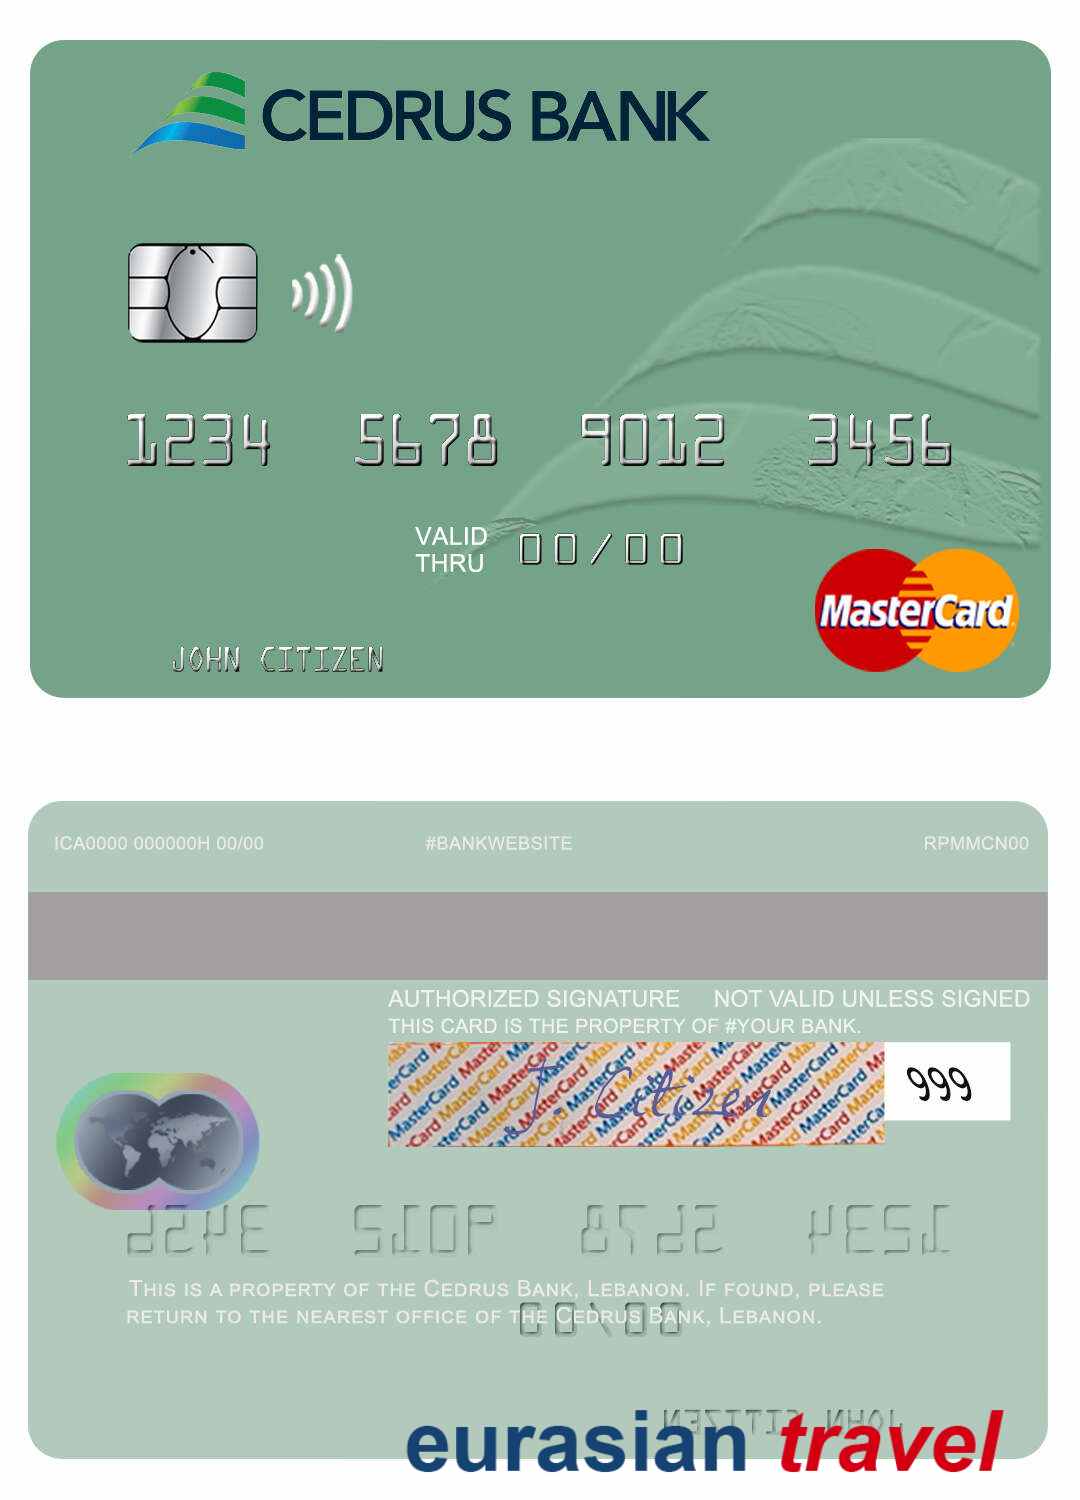 CEDRUS BANK
1234 5678 9012 3456
VALID THRU 00/00
JOHN CITIZEN
MasterCard
ICA0000 000000H 00/00 #BANKWEBSITE RPMMCN00
AUTHORIZED SIGNATURE NOT VALID UNLESS SIGNED
THIS CARD IS THE PROPERTY OF #YOUR BANK.
MasterCard MasterCard MasterCard
J. Citizen
999
THIS IS A PROPERTY OF THE CEDRUS BANK, LEBANON. IF FOUND, PLEASE
RETURN TO THE NEAREST OFFICE OF THE CEDRUS BANK, LEBANON.
eurasian travel